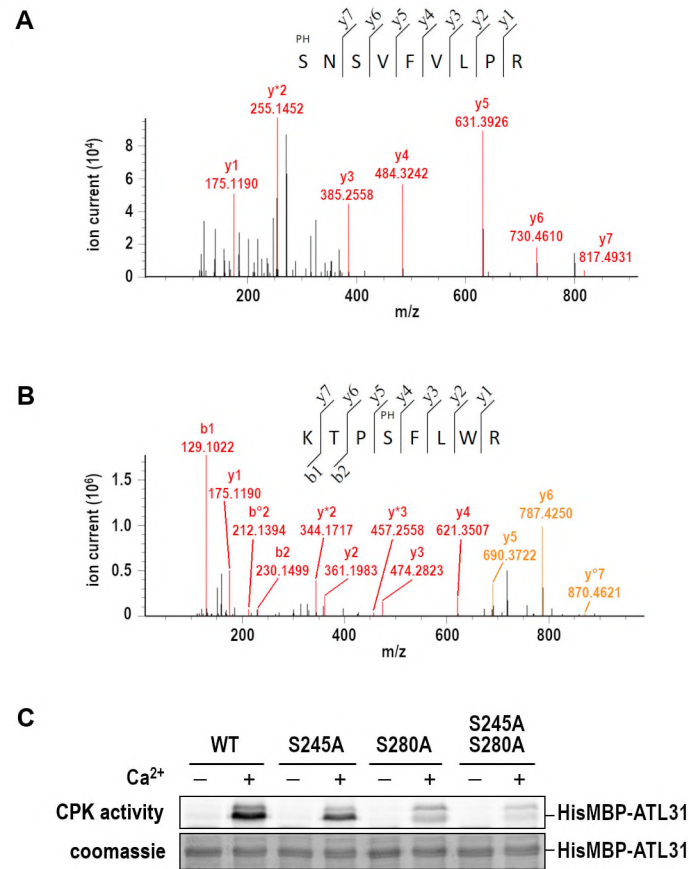 A
y7 y6 y5 y4 y3 y2 y1
PH
S N S V F V L P R
y*2
255.1452
y5
631.3926
8
y1
175.1190
y4
484.3242
6
y3
385.2558
ion current (10⁴)
4
y6
730.4610
2
y7
817.4931
0
200 400 600 800
m/z
B
y7 y6 y5 y4 y3 y2 y1
PH
K T P S F L W R
b1 b2
b1
129.1022
1.5
y1
175.1190
y6
787.4250
b°2
212.1394
y*2
344.1717
y*3
457.2558
y4
621.3507
ion current (10⁶)
1.0
y5
690.3722
b2
230.1499
y2
361.1983
y3
474.2823
0.5
y°7
870.4621
0
200 400 600 800
m/z
C
WT S245A S280A S245A S280A
Ca²⁺ – + – + – + – +
CPK activity HisMBP-ATL31
coomassie HisMBP-ATL31